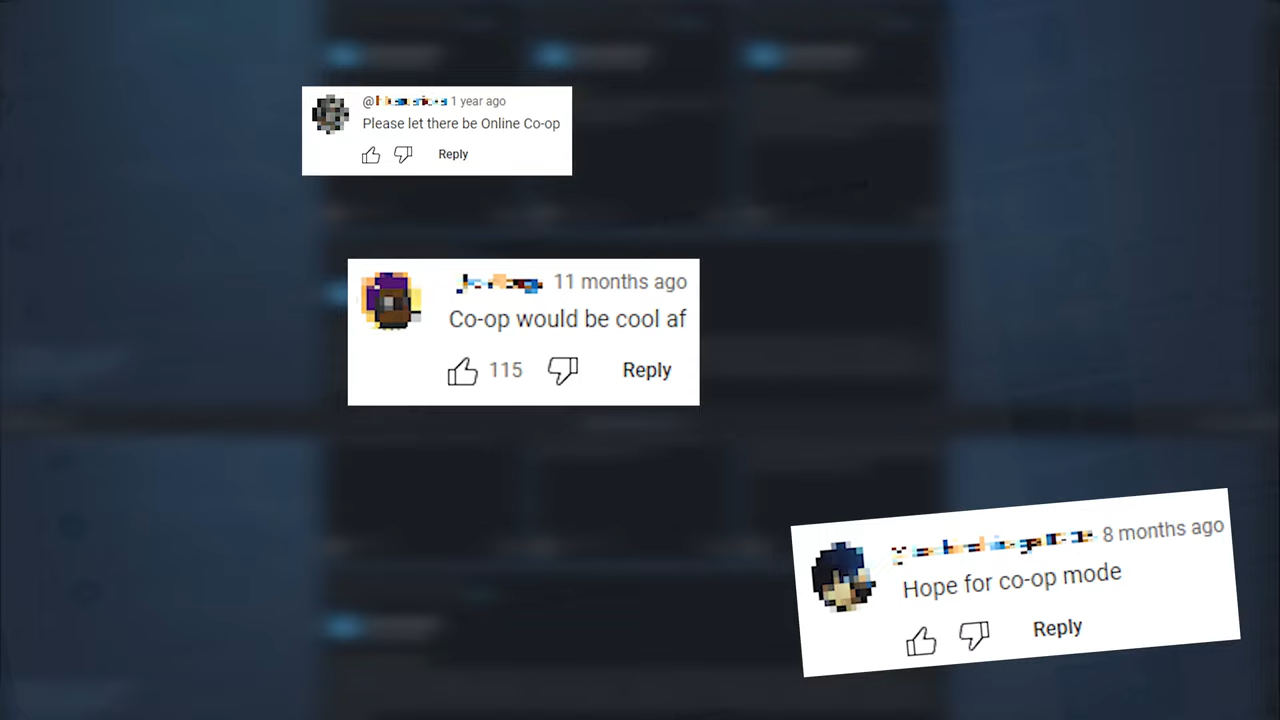 @ 1 year ago
Please let there be Online Co-op
Reply
11 months ago
Co-op would be cool af
115 Reply
8 months ago
Hope for co-op mode
Reply